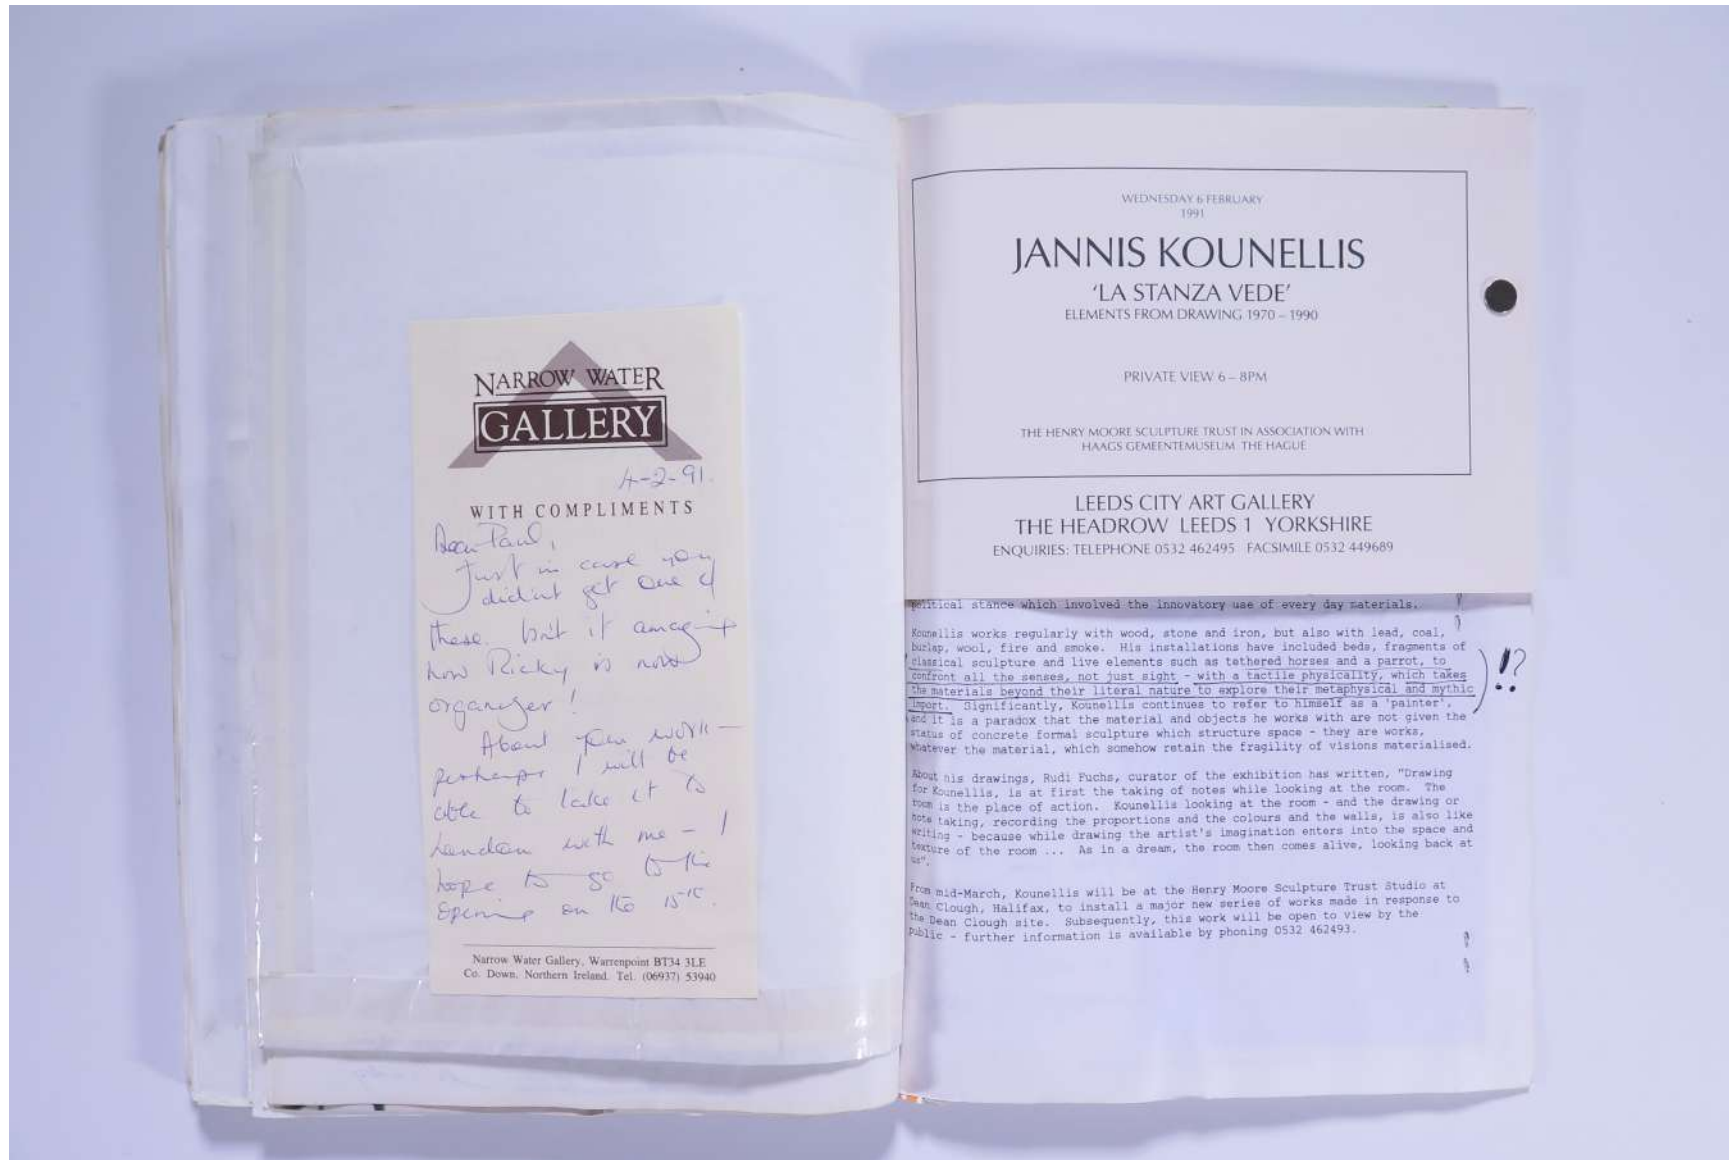 NARROW WATER
GALLERY
4-2-91.
WITH COMPLIMENTS
Dear Paul,
Just in case you
didn't get one of
these. Isn't it amazing
how Ricky is now
organizer!
About your work —
perhaps I will be
able to take it to
London with me – I
hope to go to the
opening on the 15th.
Narrow Water Gallery, Warrenpoint BT34 3LE
Co. Down, Northern Ireland. Tel. (06937) 53940
WEDNESDAY 6 FEBRUARY
1991
JANNIS KOUNELLIS
‘LA STANZA VEDE’
ELEMENTS FROM DRAWING 1970 – 1990
PRIVATE VIEW 6 – 8PM
THE HENRY MOORE SCULPTURE TRUST IN ASSOCIATION WITH
HAAGS GEMEENTEMUSEUM THE HAGUE
LEEDS CITY ART GALLERY
THE HEADROW LEEDS 1 YORKSHIRE
ENQUIRIES: TELEPHONE 0532 462495 FACSIMILE 0532 449689
political stance which involved the innovatory use of every day materials.
Kounellis works regularly with wood, stone and iron, but also with lead, coal,
burlap, wool, fire and smoke. His installations have included beds, fragments of
classical sculpture and live elements such as tethered horses and a parrot, to
confront all the senses, not just sight - with a tactile physicality, which takes
the materials beyond their literal nature to explore their metaphysical and mythic
import. Significantly, Kounellis continues to refer to himself as a 'painter',
and it is a paradox that the material and objects he works with are not given the
status of concrete formal sculpture which structure space - they are works,
whatever the material, which somehow retain the fragility of visions materialised.
!?
About his drawings, Rudi Fuchs, curator of the exhibition has written, "Drawing
for Kounellis, is at first the taking of notes while looking at the room. The
room is the place of action. Kounellis looking at the room - and the drawing or
note taking, recording the proportions and the colours and the walls, is also like
writing - because while drawing the artist's imagination enters into the space and
texture of the room ... As in a dream, the room then comes alive, looking back at
us".
From mid-March, Kounellis will be at the Henry Moore Sculpture Trust Studio at
Dean Clough, Halifax, to install a major new series of works made in response to
the Dean Clough site. Subsequently, this work will be open to view by the
public - further information is available by phoning 0532 462493.